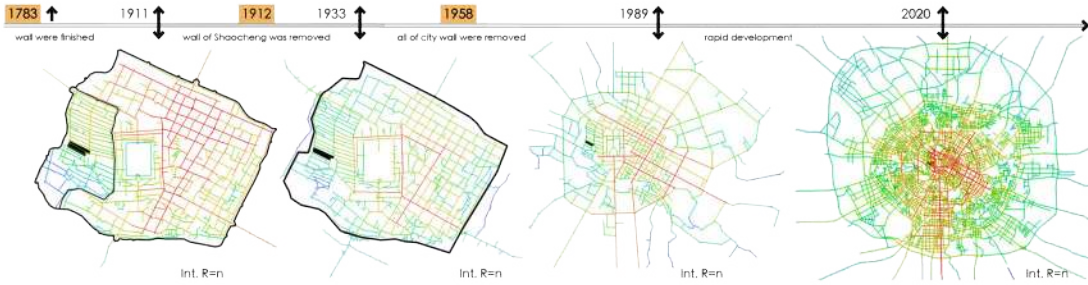 1783 1911 1912 1933 1958 1989 2020
wall were finished wall of Shaocheng was removed all of city wall were removed rapid development
Int. R=n Int. R=n Int. R=n Int. R=n